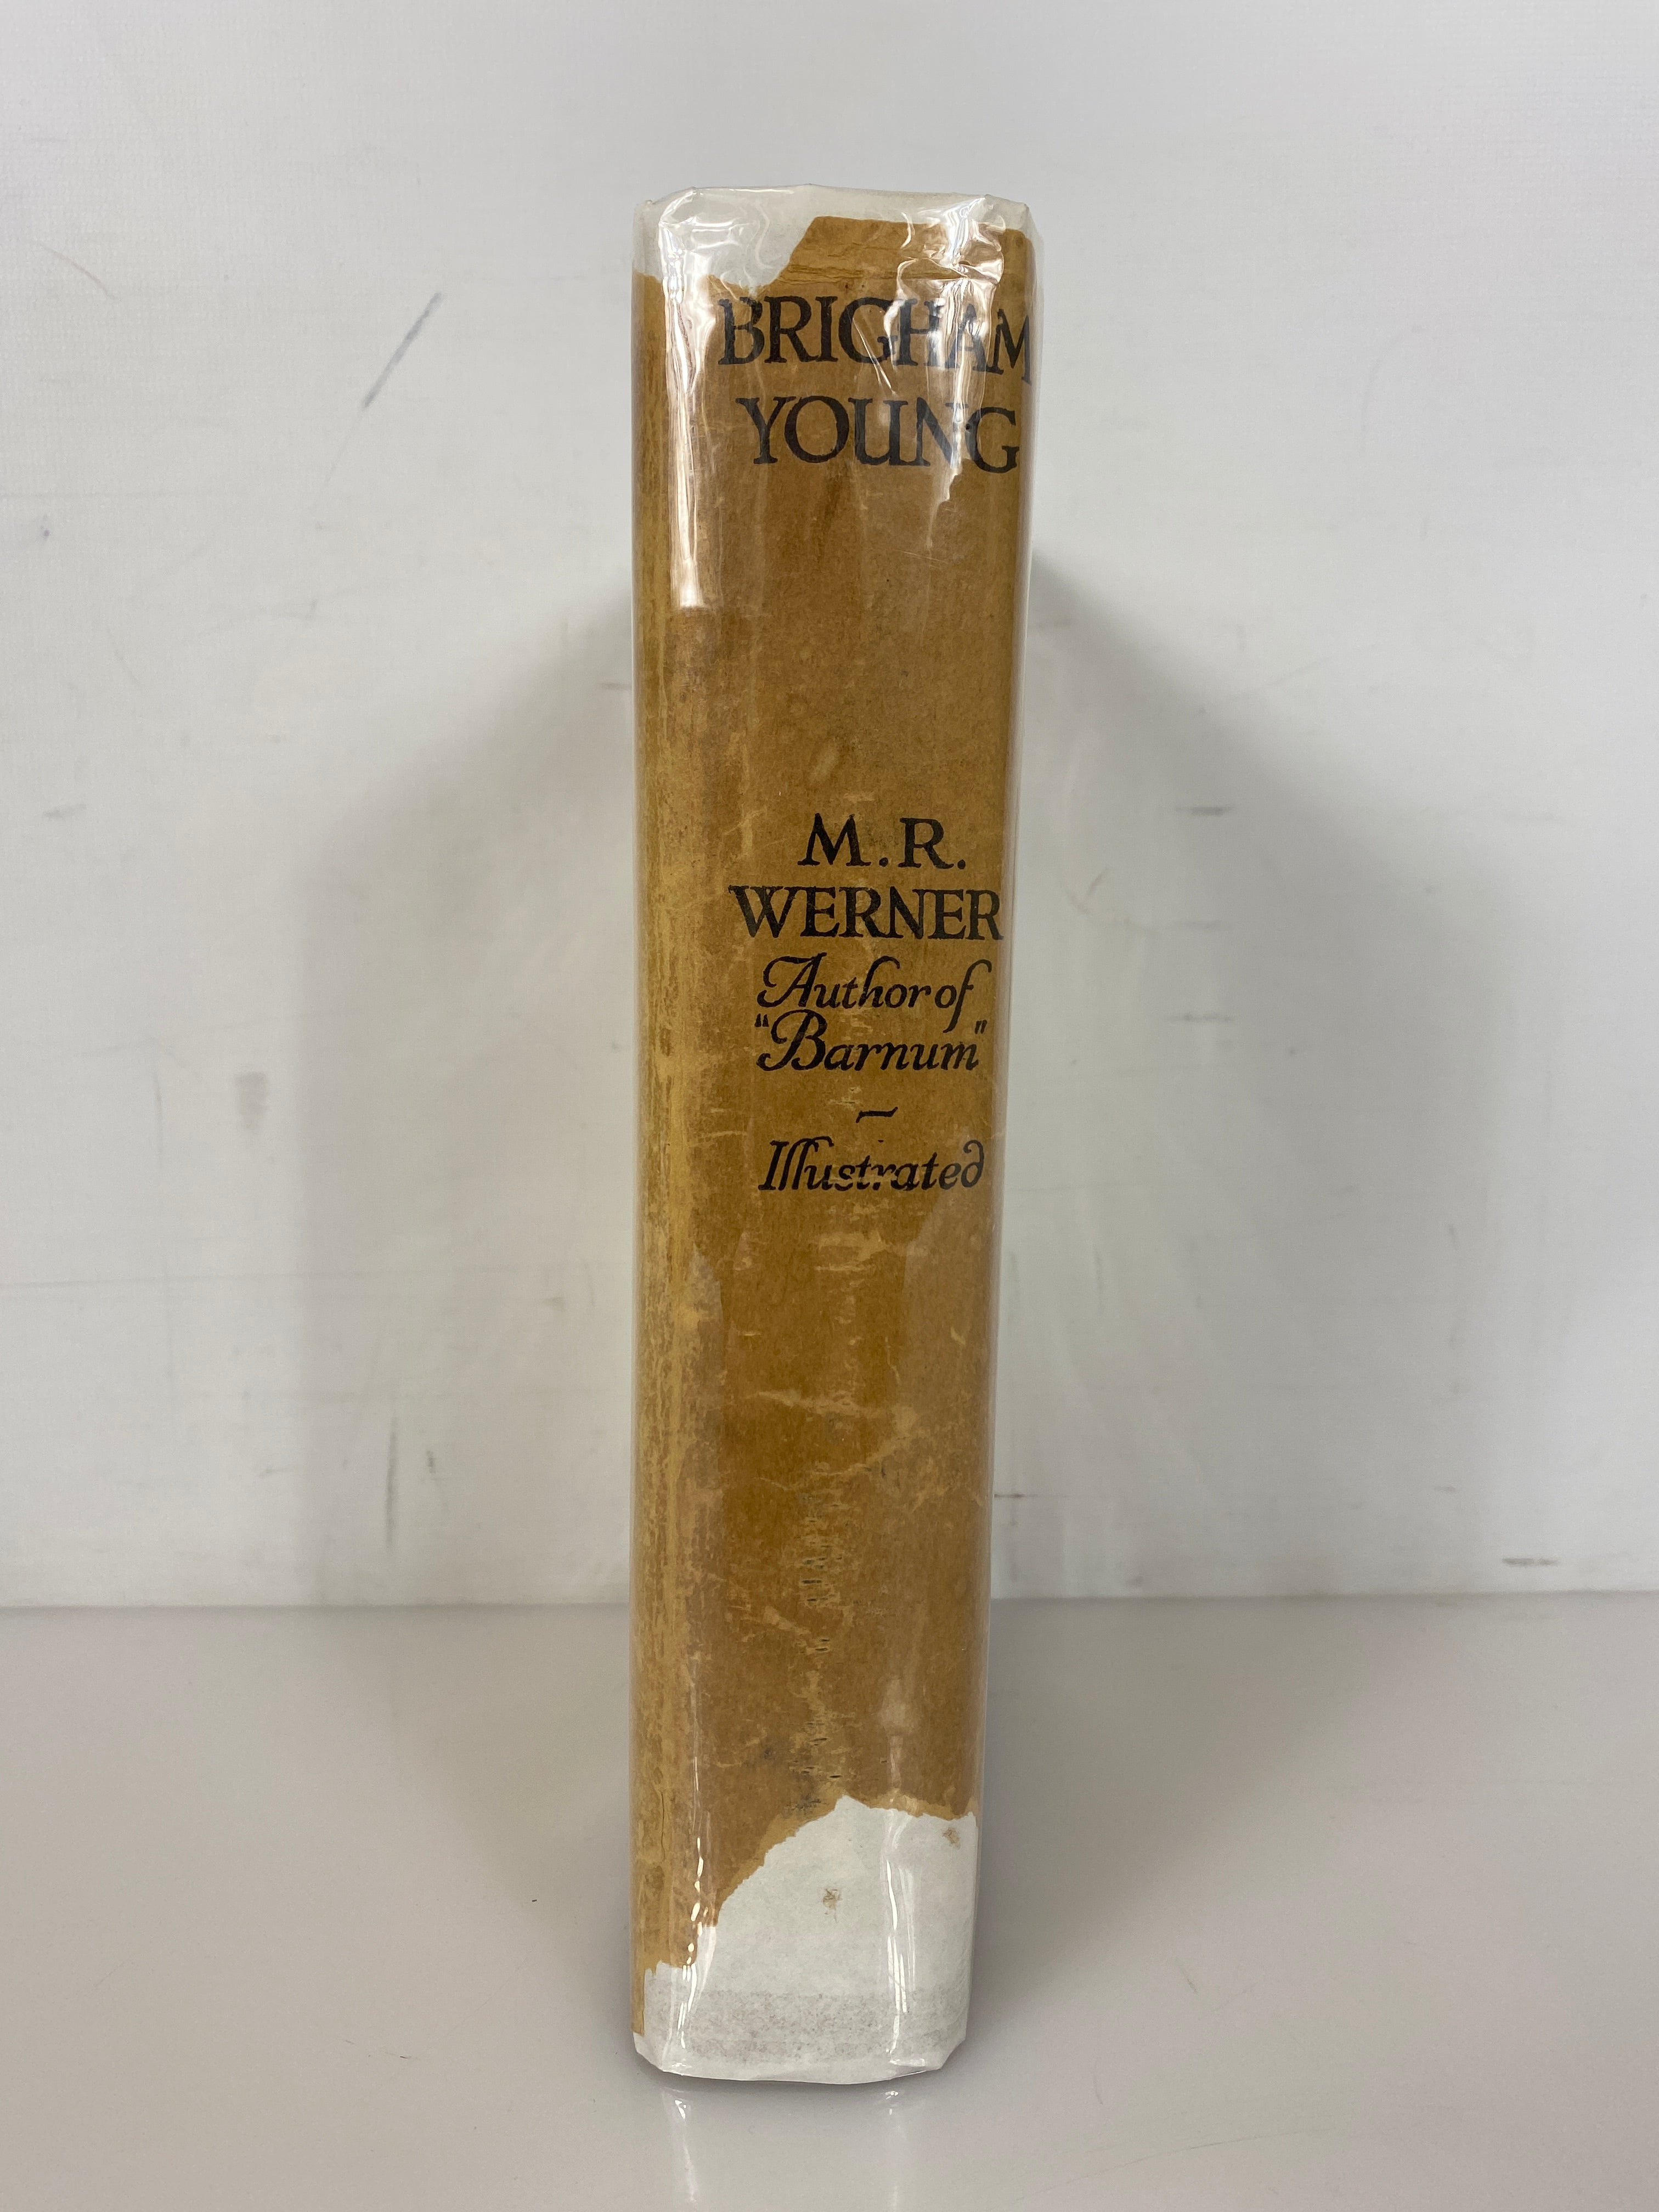 BRIGHAM
YOUNG
M. R.
WERNER
Author of
"Barnum"
Illustrated